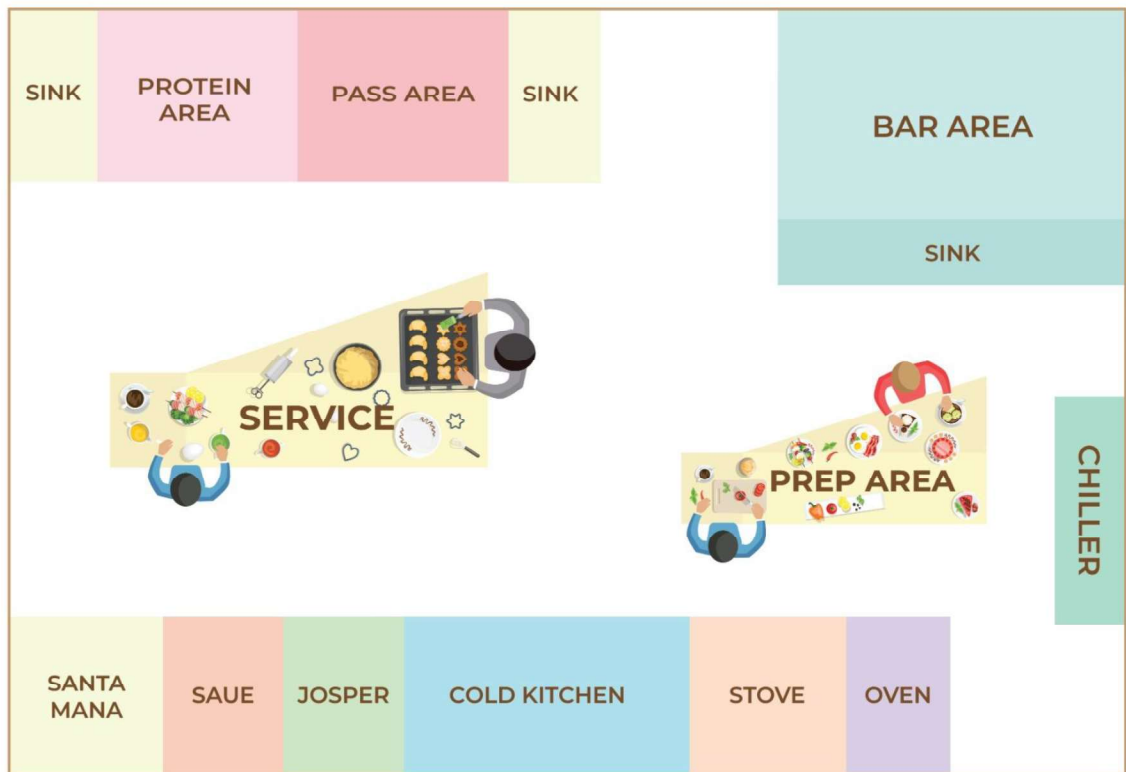 SINK
PROTEIN
AREA
PASS AREA
SINK
BAR AREA
SINK
SERVICE
PREP AREA
CHILLER
SANTA
MANA
SAUE
JOSPER
COLD KITCHEN
STOVE
OVEN